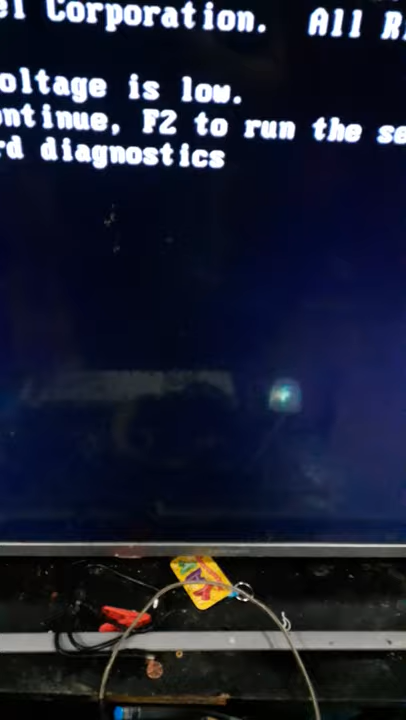 el Corporation. All R
oltage is low.
ontinue, F2 to run the se
rd diagnostics